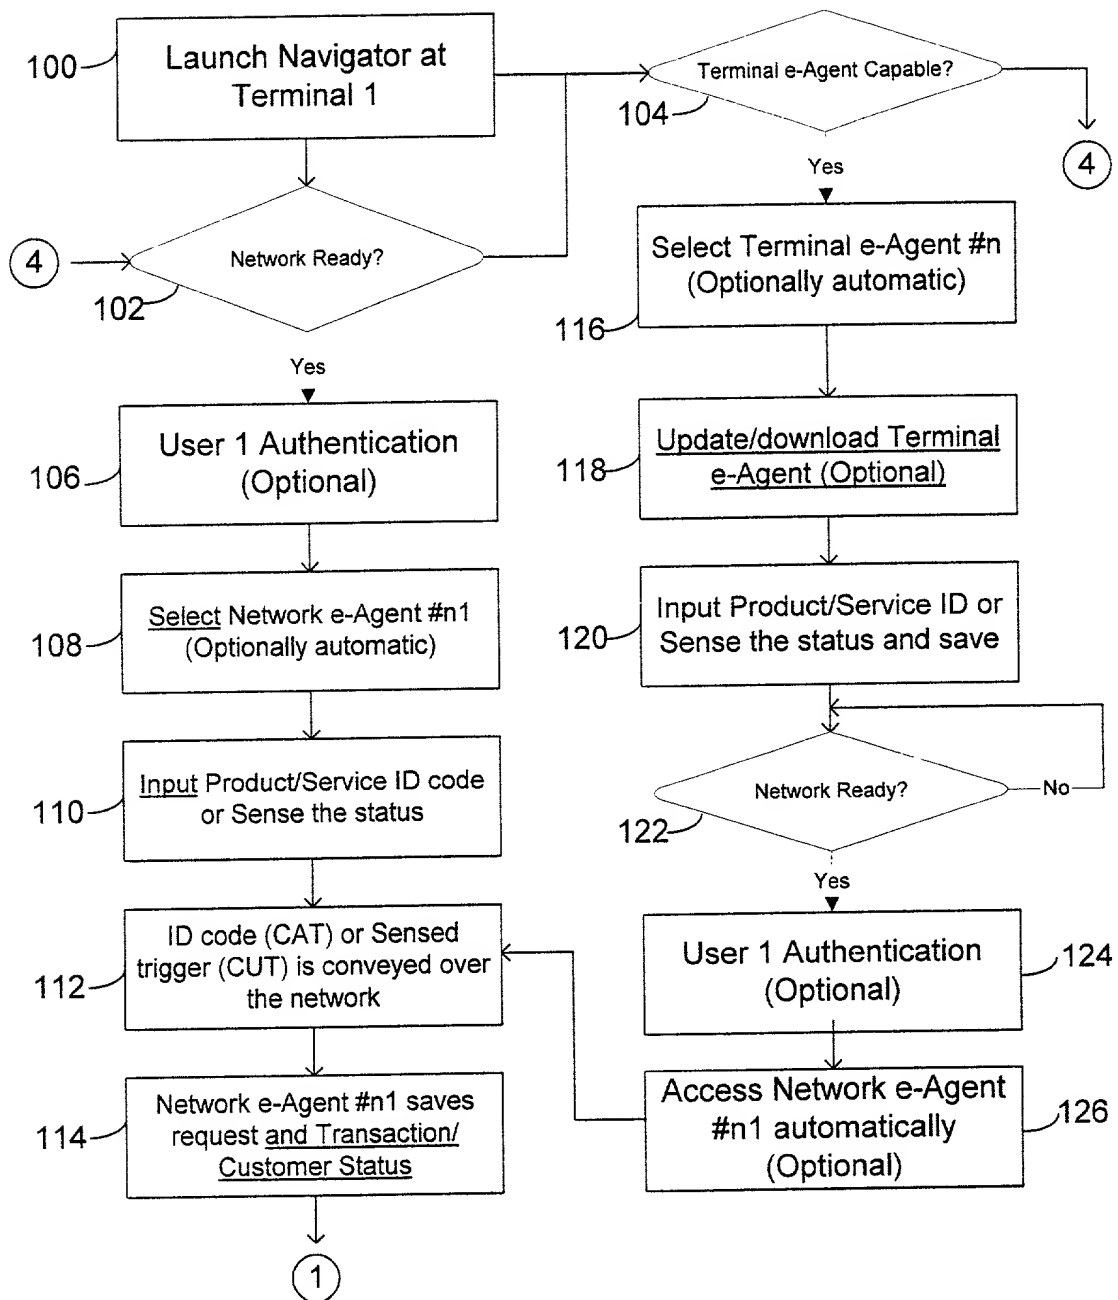 100
Launch Navigator at
Terminal 1
Terminal e-Agent Capable?
104
4
Yes
4
Network Ready?
102
Select Terminal e-Agent #n
(Optionally automatic)
116
Yes
User 1 Authentication
(Optional)
106
Update/download Terminal
e-Agent (Optional)
118
Select Network e-Agent #n1
(Optionally automatic)
108
Input Product/Service ID or
Sense the status and save
120
Input Product/Service ID code
or Sense the status
110
Network Ready?
No
122
Yes
ID code (CAT) or Sensed
trigger (CUT) is conveyed over
the network
112
User 1 Authentication
(Optional)
124
Network e-Agent #n1 saves
request and Transaction/
Customer Status
114
Access Network e-Agent
#n1 automatically
(Optional)
126
1